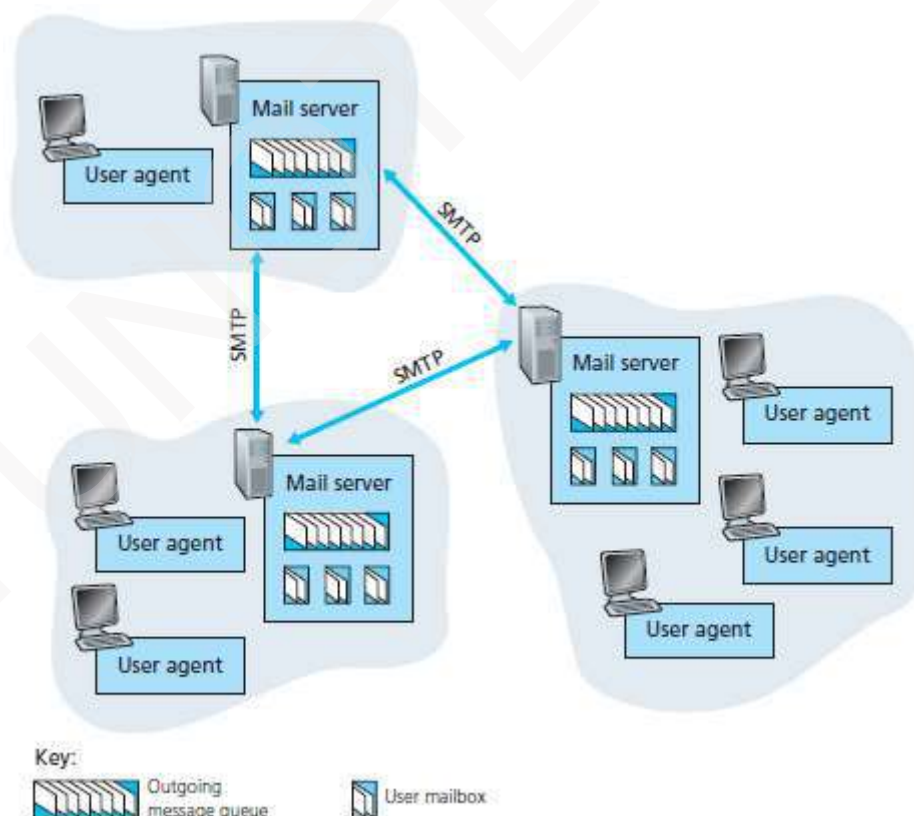 Mail server
User agent
SMTP
SMTP
SMTP
Mail server
User agent
Mail server
User agent
User agent
User agent
User agent
Key:
Outgoing
message queue
User mailbox